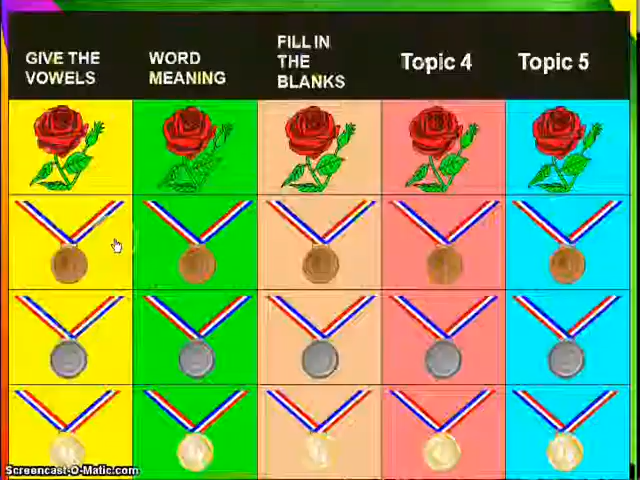 GIVE THE
VOWELS
WORD
MEANING
FILL IN
THE
BLANKS
Topic 4
Topic 5
Screencast-O-Matic.com